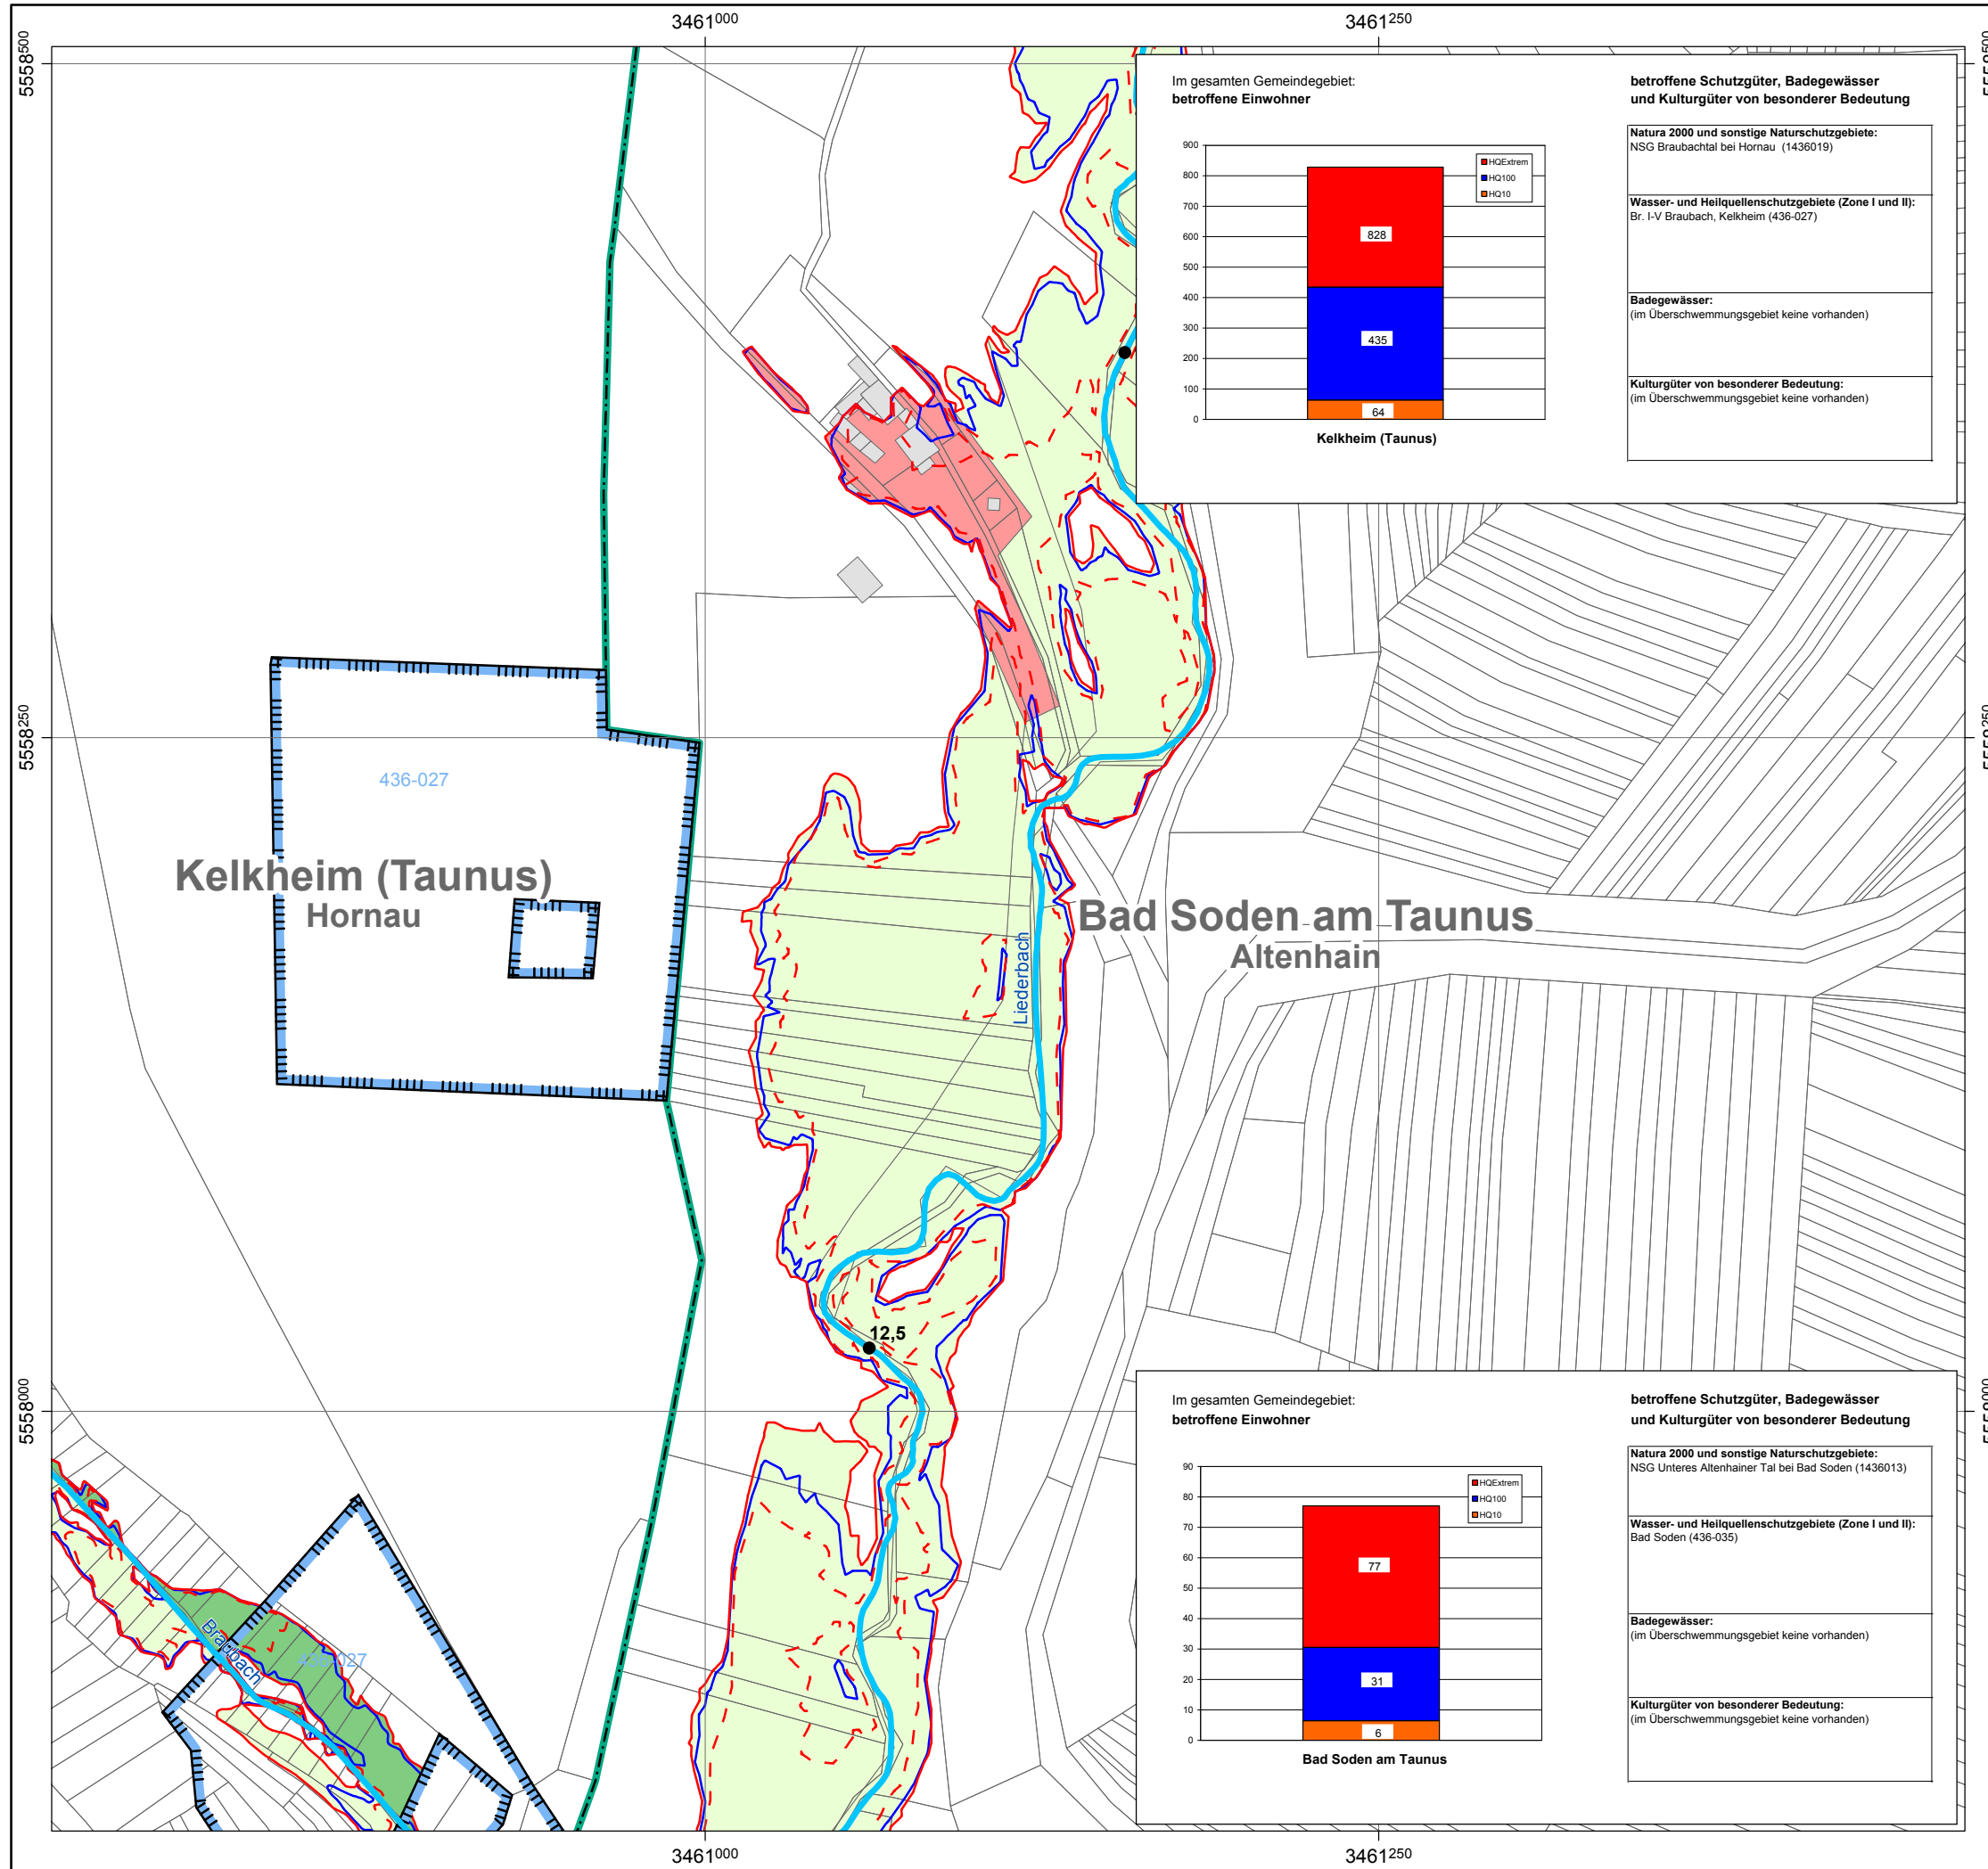 3461000
3461250
5558500
5558500
Im gesamten Gemeindegebiet:
betroffene Einwohner
betroffene Schutzgüter, Badegewässer
und Kulturgüter von besonderer Bedeutung
900
800
700
600
500
400
300
200
100
0
HQExtrem
HQ100
HQ10
828
435
64
Kelkheim (Taunus)
Natura 2000 und sonstige Naturschutzgebiete:
NSG Braubachtal bei Hornau (1436019)
Wasser- und Heilquellenschutzgebiete (Zone I und II):
Br. I-V Braubach, Kelkheim (436-027)
Badegewässer:
(im Überschwemmungsgebiet keine vorhanden)
Kulturgüter von besonderer Bedeutung:
(im Überschwemmungsgebiet keine vorhanden)
5558250
5558250
436-027
Kelkheim (Taunus)
Hornau
Bad Soden am Taunus
Altenhain
Liederbach
12,5
5558000
5558000
Braubach
436-027
Im gesamten Gemeindegebiet:
betroffene Einwohner
betroffene Schutzgüter, Badegewässer
und Kulturgüter von besonderer Bedeutung
90
80
70
60
50
40
30
20
10
0
HQExtrem
HQ100
HQ10
77
31
6
Bad Soden am Taunus
Natura 2000 und sonstige Naturschutzgebiete:
NSG Unteres Altenhainer Tal bei Bad Soden (1436013)
Wasser- und Heilquellenschutzgebiete (Zone I und II):
Bad Soden (436-035)
Badegewässer:
(im Überschwemmungsgebiet keine vorhanden)
Kulturgüter von besonderer Bedeutung:
(im Überschwemmungsgebiet keine vorhanden)
3461000
3461250